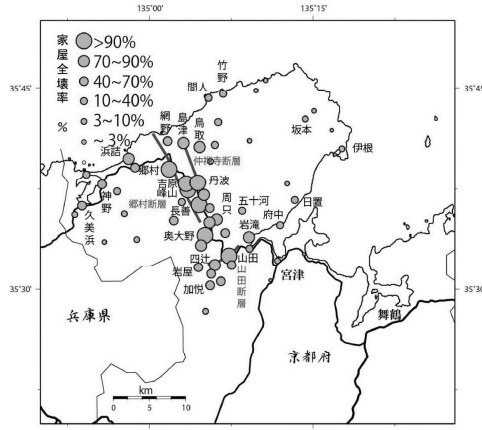 135°00'
135°15'
35°45'
35°45'
35°30'
35°30'
家屋全壊率 %
>90%
70~90%
40~70%
10~40%
3~10%
~3%
竹野
間人
網野
島津
鳥取
坂本
伊根
浜詰
仲禅寺断層
郷村
丹波
吉原
峰山
神野
郷村断層
長善
周枳
五十河
日置
久美浜
府中
岩滝
奥大野
四辻
山田
岩屋
山田断層
宮津
加悦
舞鶴
兵庫県
京都府
km
0 5 10